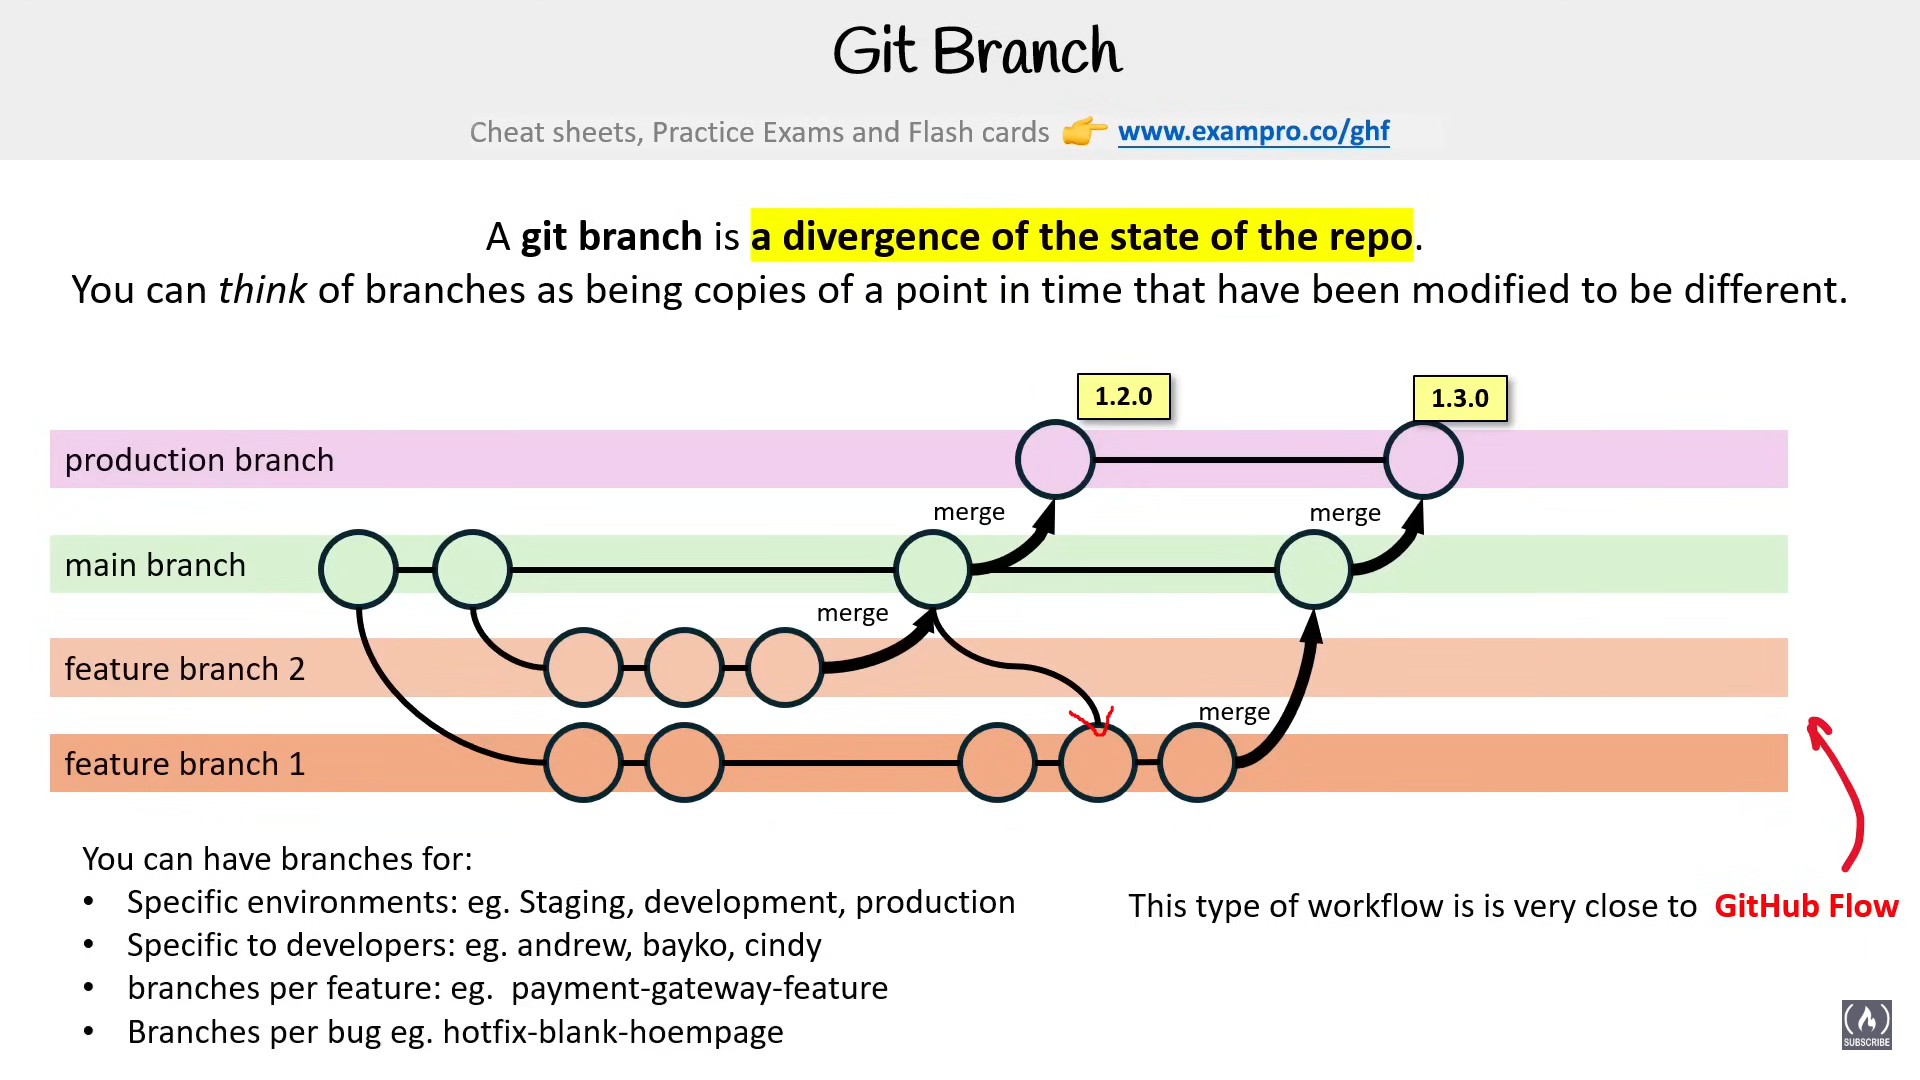 Git Branch
Cheat sheets, Practice Exams and Flash cards 👉 www.exampro.co/ghf
A git branch is a divergence of the state of the repo.
You can think of branches as being copies of a point in time that have been modified to be different.
1.2.0
1.3.0
production branch
merge
merge
main branch
merge
feature branch 2
merge
feature branch 1
You can have branches for:
• Specific environments: eg. Staging, development, production
• Specific to developers: eg. andrew, bayko, cindy
• branches per feature: eg. payment-gateway-feature
• Branches per bug eg. hotfix-blank-hoempage
This type of workflow is is very close to GitHub Flow
SUBSCRIBE